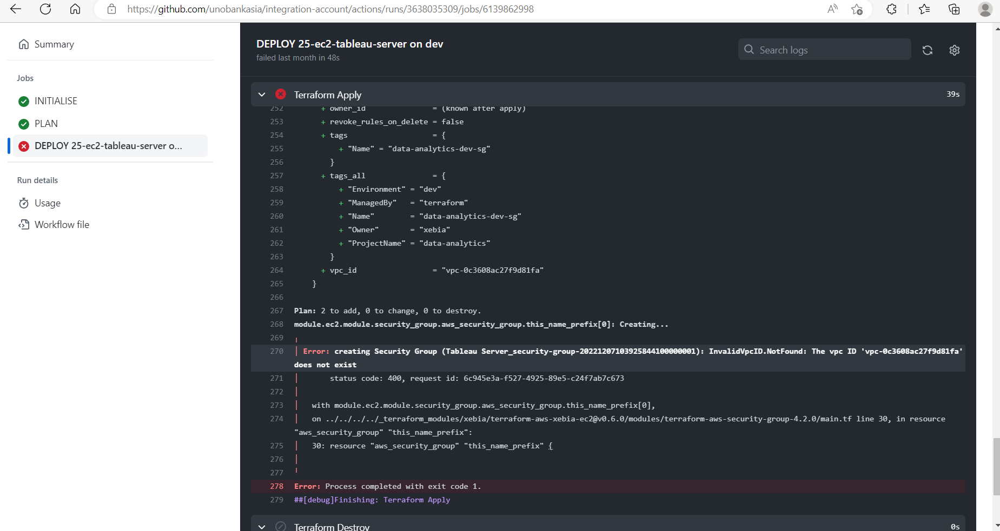 https://github.com/unobankasia/integration-account/actions/runs/3638035309/jobs/6139862998
Summary
Jobs
INITIALISE
PLAN
DEPLOY 25-ec2-tableau-server o...
Run details
Usage
Workflow file
DEPLOY 25-ec2-tableau-server on dev
failed last month in 48s
Search logs
Terraform Apply 39s
252 + owner_id = (known after apply)
253 + revoke_rules_on_delete = false
254 + tags = {
255 + "Name" = "data-analytics-dev-sg"
256 }
257 + tags_all = {
258 + "Environment" = "dev"
259 + "ManagedBy" = "terraform"
260 + "Name" = "data-analytics-dev-sg"
261 + "Owner" = "xebia"
262 + "ProjectName" = "data-analytics"
263 }
264 + vpc_id = "vpc-0c3608ac27f9d81fa"
265 }
266
267 Plan: 2 to add, 0 to change, 0 to destroy.
268 module.ec2.module.security_group.aws_security_group.this_name_prefix[0]: Creating...
269 ╷
270 │ Error: creating Security Group (Tableau Server_security-group-20221207103925844100000001): InvalidVpcID.NotFound: The vpc ID 'vpc-0c3608ac27f9d81fa'
does not exist
271 │ status code: 400, request id: 6c945e3a-f527-4925-89e5-c24f7ab7c673
272 │
273 │ with module.ec2.module.security_group.aws_security_group.this_name_prefix[0],
274 │ on ../../../../_terraform_modules/xebia/terraform-aws-xebia-ec2@v0.6.0/modules/terraform-aws-security-group-4.2.0/main.tf line 30, in resource
"aws_security_group" "this_name_prefix":
275 │ 30: resource "aws_security_group" "this_name_prefix" {
276 │
277 ╵
278 Error: Process completed with exit code 1.
279 ##[debug]Finishing: Terraform Apply
Terraform Destroy 0s